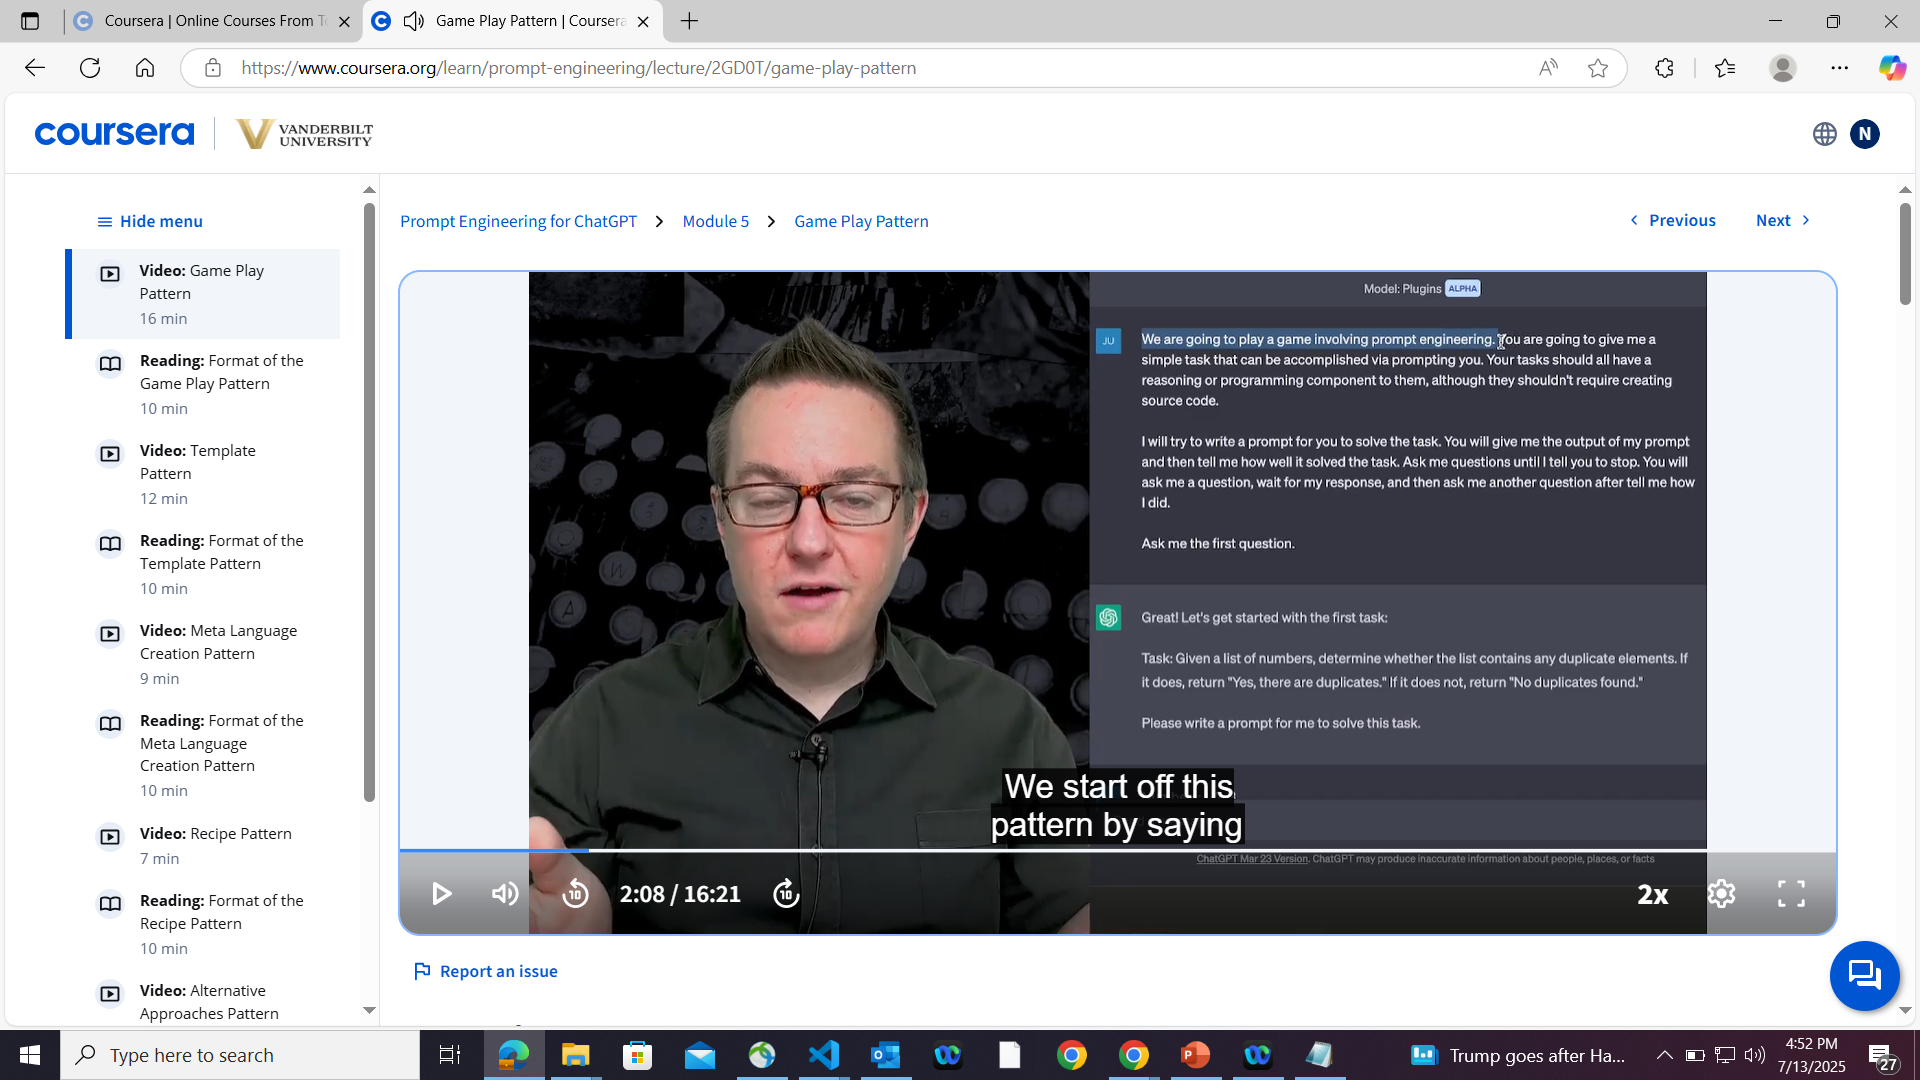 Coursera | Online Courses From T
Game Play Pattern | Coursera
https://www.coursera.org/learn/prompt-engineering/lecture/2GD0T/game-play-pattern
coursera
VANDERBILT
UNIVERSITY
N
Hide menu
Video: Game Play
Pattern
16 min
Reading: Format of the
Game Play Pattern
10 min
Video: Template
Pattern
12 min
Reading: Format of the
Template Pattern
10 min
Video: Meta Language
Creation Pattern
9 min
Reading: Format of the
Meta Language
Creation Pattern
10 min
Video: Recipe Pattern
7 min
Reading: Format of the
Recipe Pattern
10 min
Video: Alternative
Approaches Pattern
Prompt Engineering for ChatGPT > Module 5 > Game Play Pattern
Previous
Next
Model: Plugins ALPHA
JU
We are going to play a game involving prompt engineering. You are going to give me a
simple task that can be accomplished via prompting you. Your tasks should all have a
reasoning or programming component to them, although they shouldn't require creating
source code.
I will try to write a prompt for you to solve the task. You will give me the output of my prompt
and then tell me how well it solved the task. Ask me questions until I tell you to stop. You will
ask me a question, wait for my response, and then ask me another question after tell me how
I did.
Ask me the first question.
Great! Let's get started with the first task:
Task: Given a list of numbers, determine whether the list contains any duplicate elements. If
it does, return "Yes, there are duplicates." If it does not, return "No duplicates found."
Please write a prompt for me to solve this task.
We start off this
pattern by saying
ChatGPT Mar 23 Version. ChatGPT may produce inaccurate information about people, places, or facts
10
2:08 / 16:21
10
2x
Report an issue
Type here to search
Trump goes after Ha...
4:52 PM
7/13/2025
27